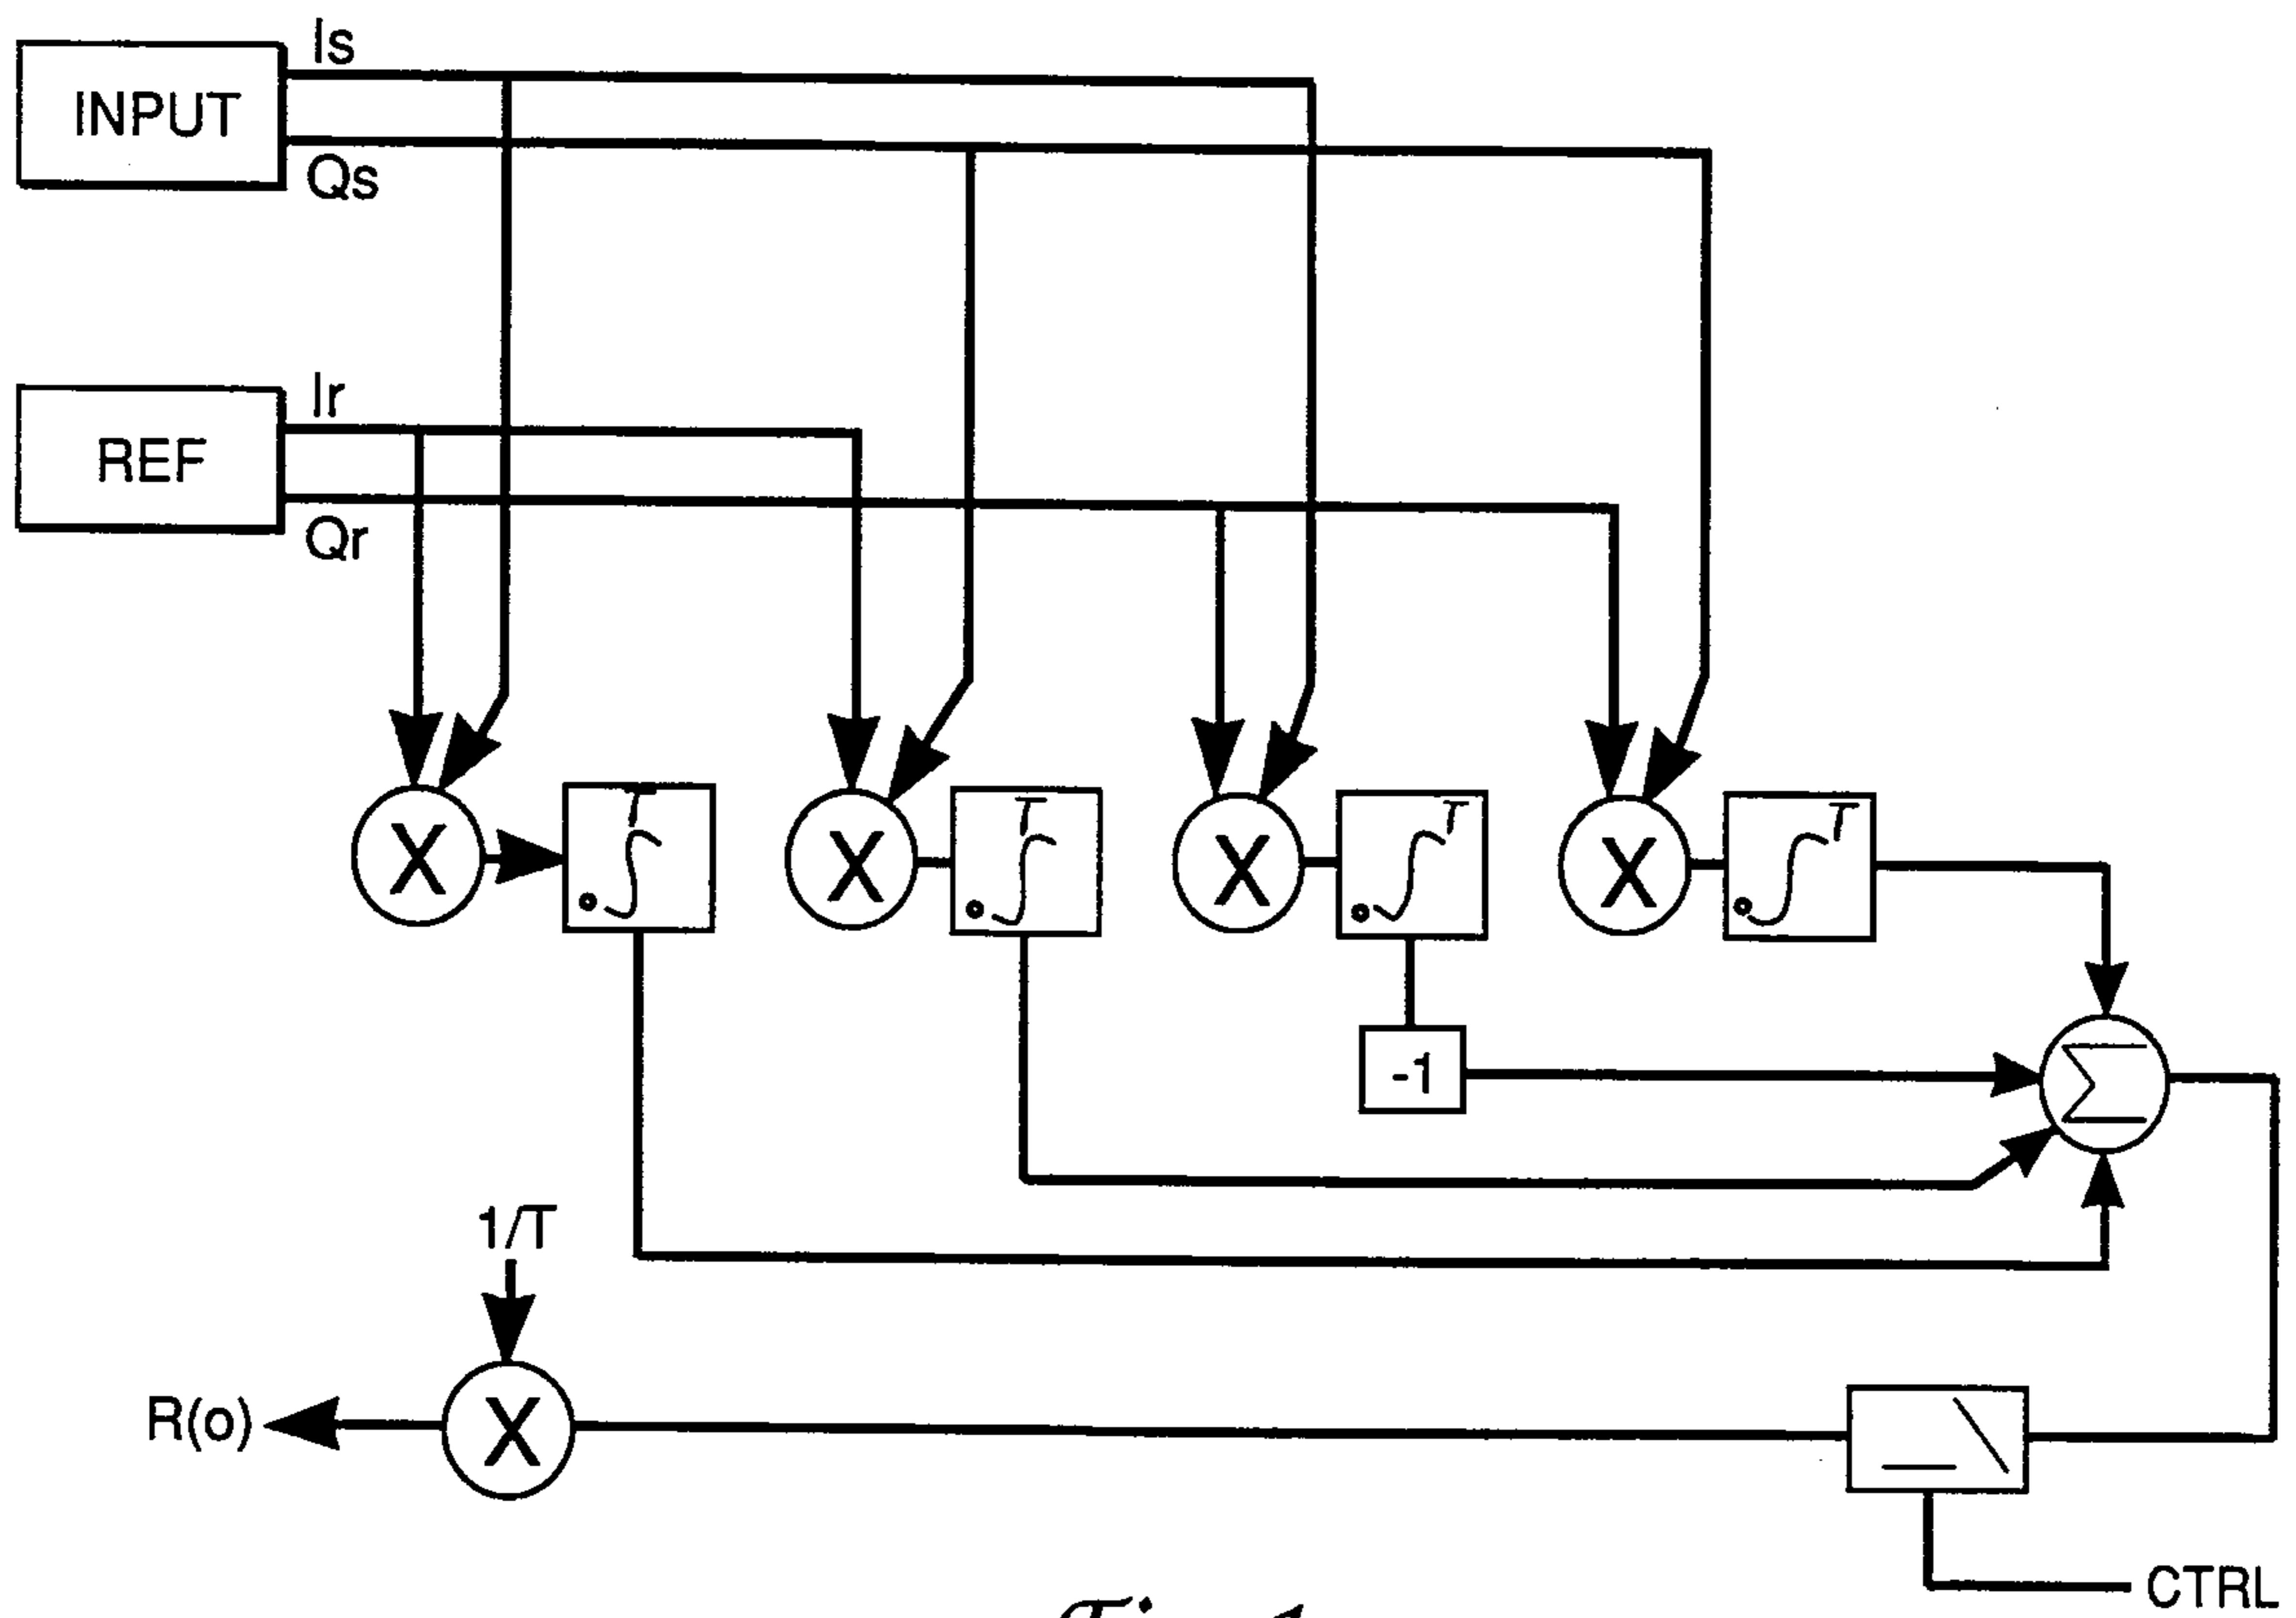 Is
INPUT
Qs
Ir
REF
Qr
X
∫ T o
X
∫ T o
X
∫ T o
X
∫ T o
-1
Σ
1/T
R(o)
X
CTRL